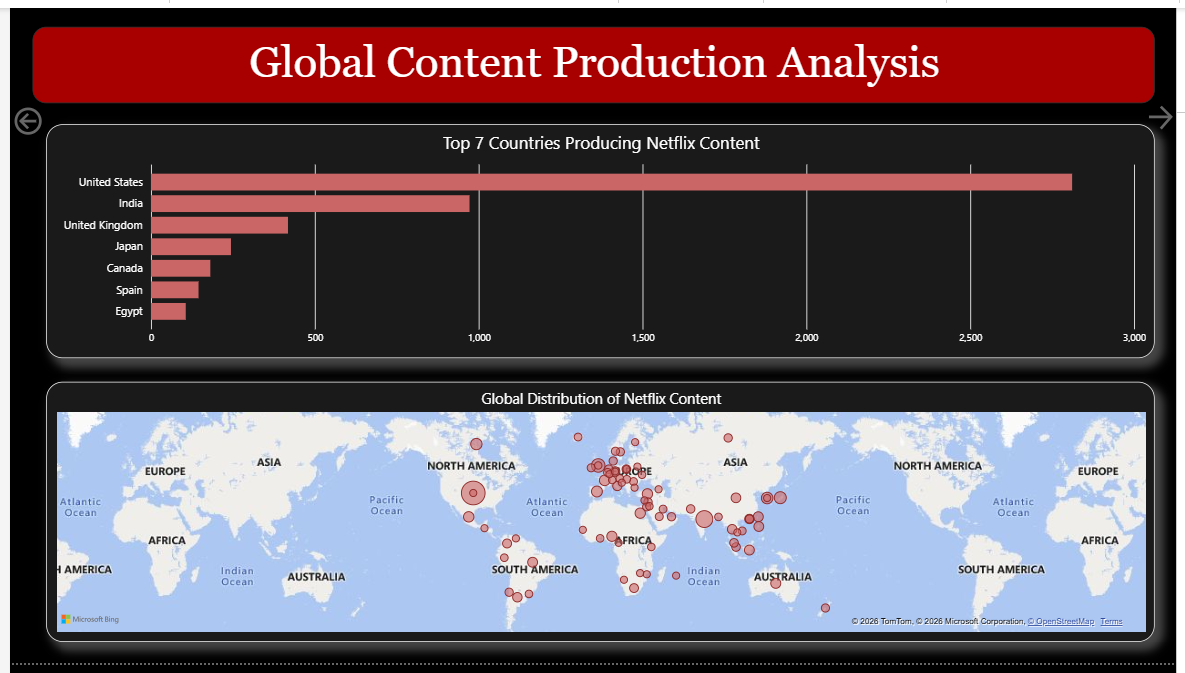 Global Content Production Analysis
Top 7 Countries Producing Netflix Content
United States
India
United Kingdom
Japan
Canada
Spain
Egypt
0 500 1,000 1,500 2,000 2,500 3,000
Global Distribution of Netflix Content
EUROPE ASIA NORTH AMERICA EUROPE ASIA NORTH AMERICA EUROPE
Atlantic Ocean Pacific Ocean Atlantic Ocean Pacific Ocean Atlantic Ocean
AFRICA AFRICA AFRICA
H AMERICA Indian Ocean AUSTRALIA SOUTH AMERICA Indian Ocean AUSTRALIA SOUTH AMERICA
Microsoft Bing © 2026 TomTom, © 2026 Microsoft Corporation, © OpenStreetMap Terms